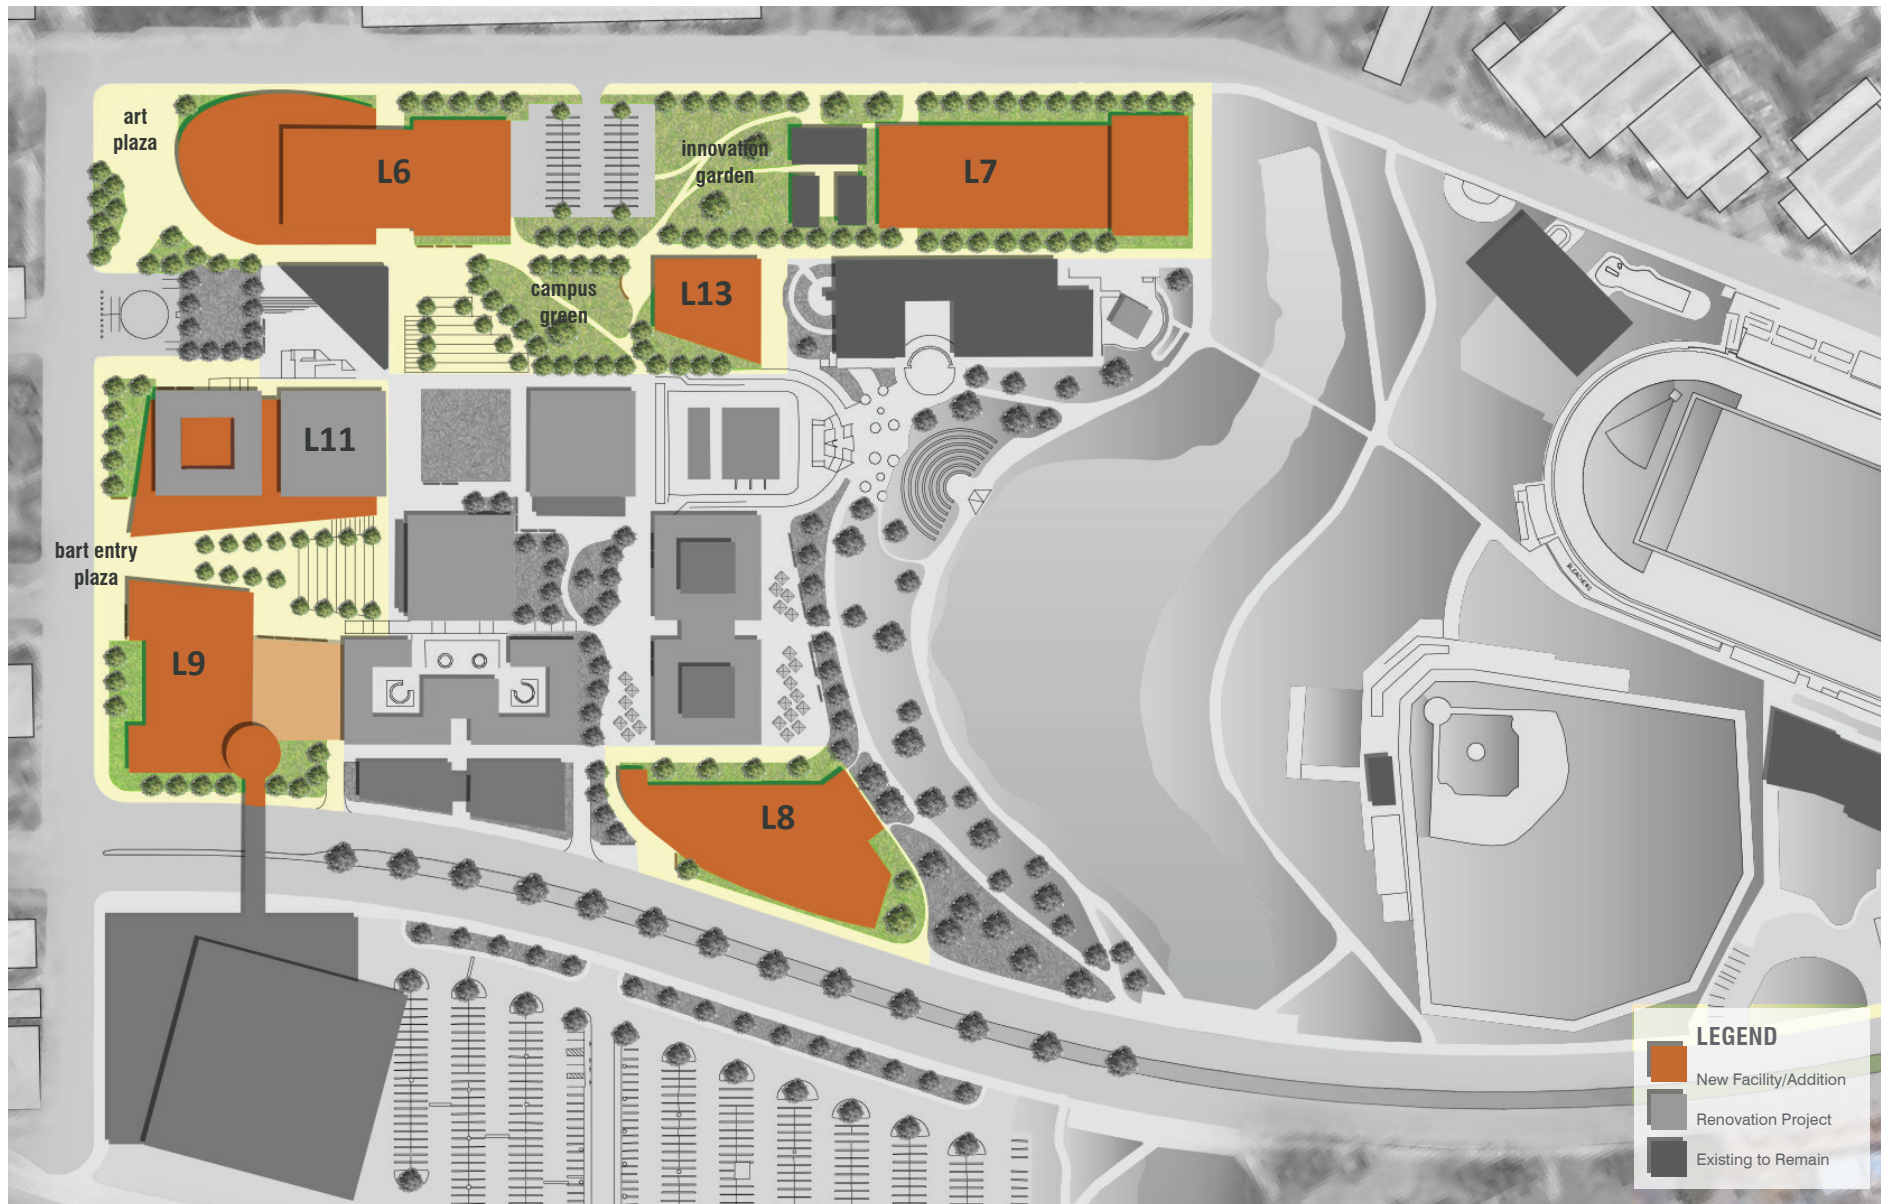 art
plaza
L6
innovation
garden
L7
campus
green
L13
L11
bart entry
plaza
L9
L8
BLEACHERS
LEGEND
New Facility/Addition
Renovation Project
Existing to Remain